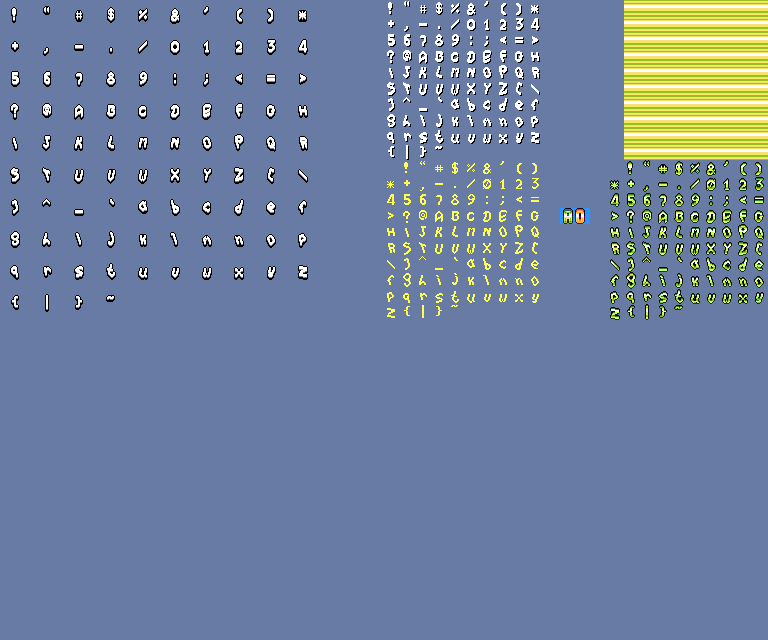 ! " # $ % & ' ( ) *
+ , - . / 0 1 2 3 4
5 6 7 8 9 : ; < = >
? @ A B C D E F G H
I J K L M N O P Q R
S T U V W X Y Z [ \
] ^ _ ` a b c d e f
g h i j k l m n o p
q r s t u v w x y z
{ | } ~
! " # $ % & ' ( ) *
+ , - . / 0 1 2 3 4
5 6 7 8 9 : ; < = >
? @ A B C D E F G H
I J K L M N O P Q R
S T U V W X Y Z [ \
] ^ _ ` a b c d e f
g h i j k l m n o p
q r s t u v w x y z
{ | } ~
! " # $ % & ' ( )
* + , - . / 0 1 2 3
4 5 6 7 8 9 : ; < =
> ? @ A B C D E F G
H I J K L M N O P Q
R S T U V W X Y Z [
\ ] ^ _ ` a b c d e
f g h i j k l m n o
p q r s t u v w x y
z { | } ~
! " # $ % & ' ( )
* + , - . / 0 1 2 3
4 5 6 7 8 9 : ; < =
> ? @ A B C D E F G
H I J K L M N O P Q
R S T U V W X Y Z [
\ ] ^ _ ` a b c d e
f g h i j k l m n o
p q r s t u v w x y
z { | } ~